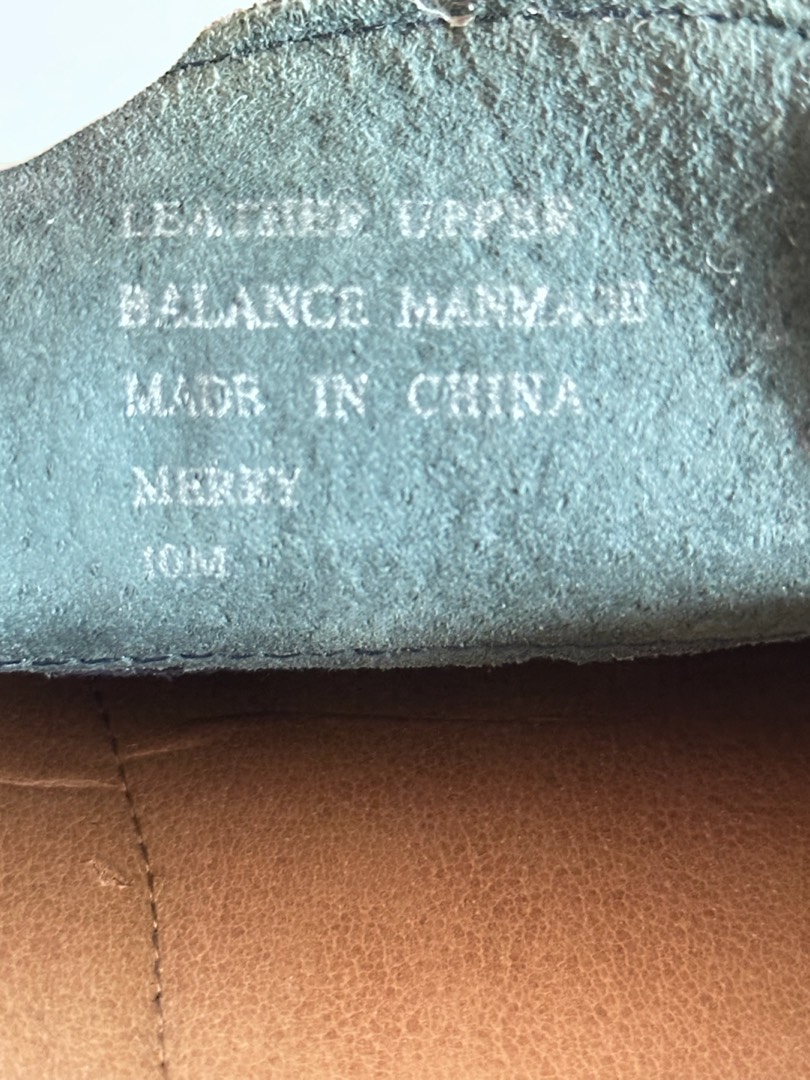 LEATHER UPPER
BALANCE MANMADE
MADE IN CHINA
MERRY
10M